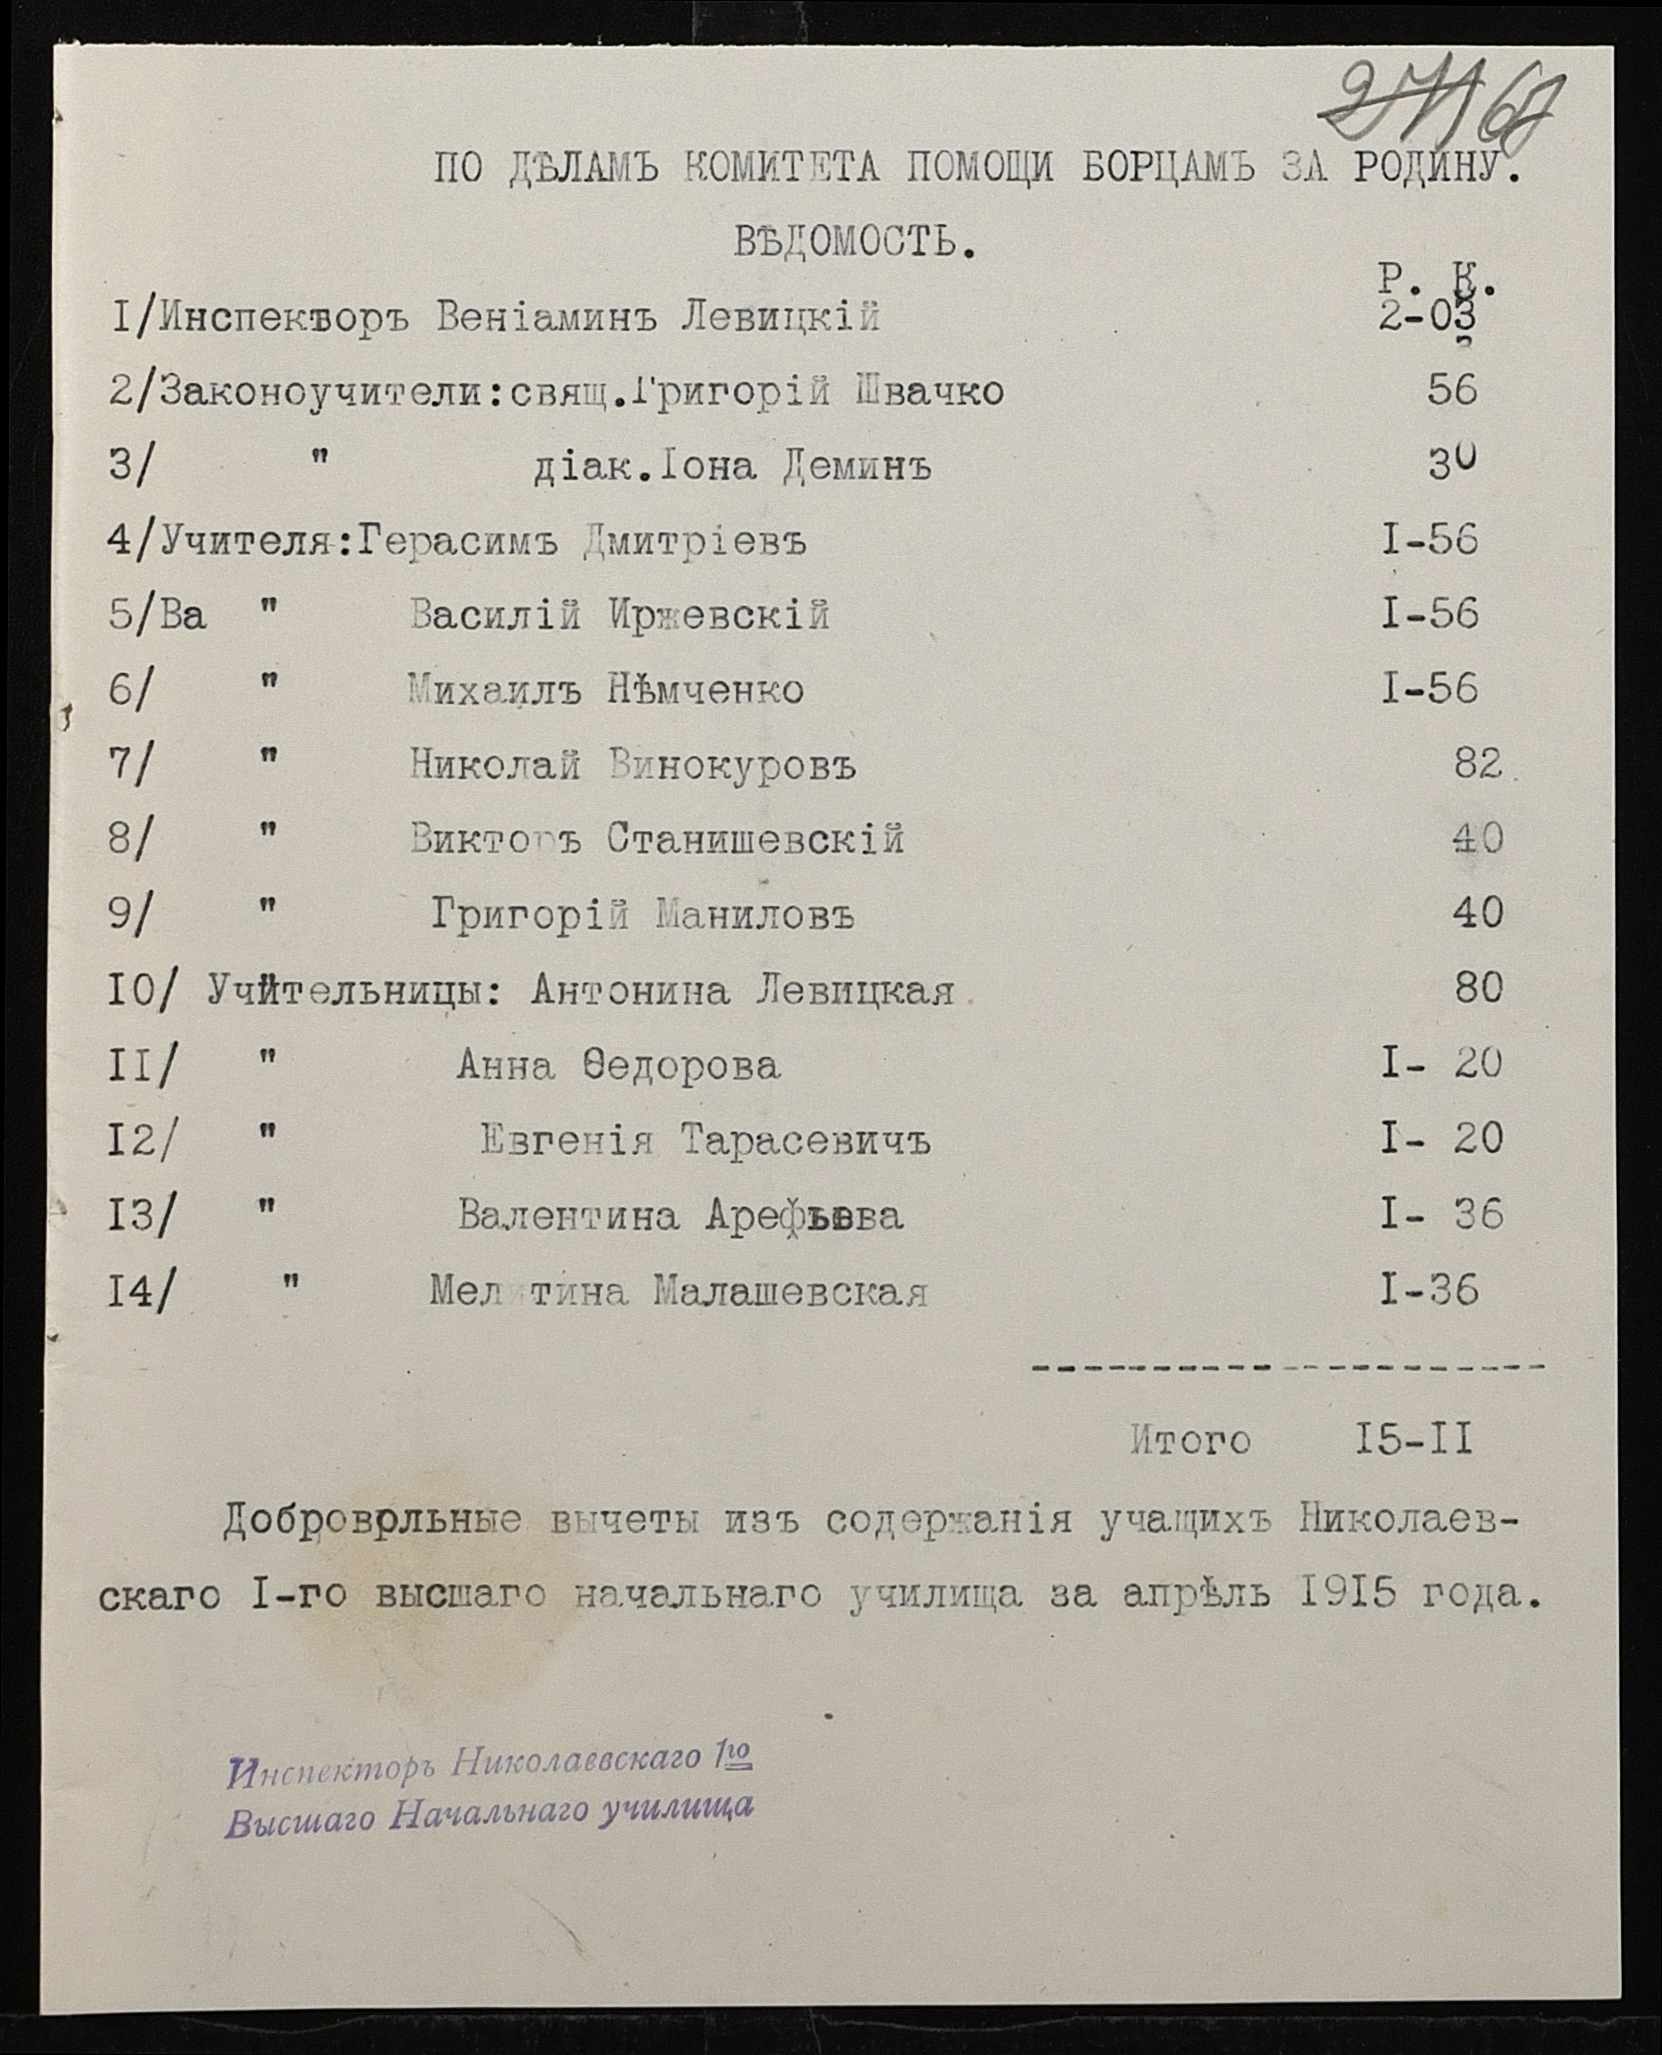 ПО ДѢЛАМЪ КОМИТЕТА ПОМОЩИ БОРЦАМЪ ЗА РОДИНУ.
ВѢДОМОСТЬ.
Р. К.
I/Инспекторъ Веніаминъ Левицкій 2-03
2/Законоучители:свящ.Григорій Швачко 56
3/ " діак.Іона Деминъ 30
4/Учителя:Герасимъ Дмитріевъ I-56
5/Ва " Василій Иржевскій I-56
6/ " Михаилъ Нѣмченко I-56
7/ " Николай Винокуровъ 82
8/ " Викторъ Станишевскій 40
9/ " Григорій Маниловъ 40
I0/ Учительницы: Антонина Левицкая 80
II/ " Анна Ѳедорова I- 20
I2/ " Евгенія Тарасевичъ I- 20
I3/ " Валентина Арефьева I- 36
I4/ " Мелитина Малашевская I-36
Итого I5-II
Добровольные вычеты изъ содержанія учащихъ Николаев-
скаго I-го высшаго начальнаго училища за апрѣль I9I5 года.
Инспекторъ Николаевскаго 1го
Высшаго Начальнаго училища